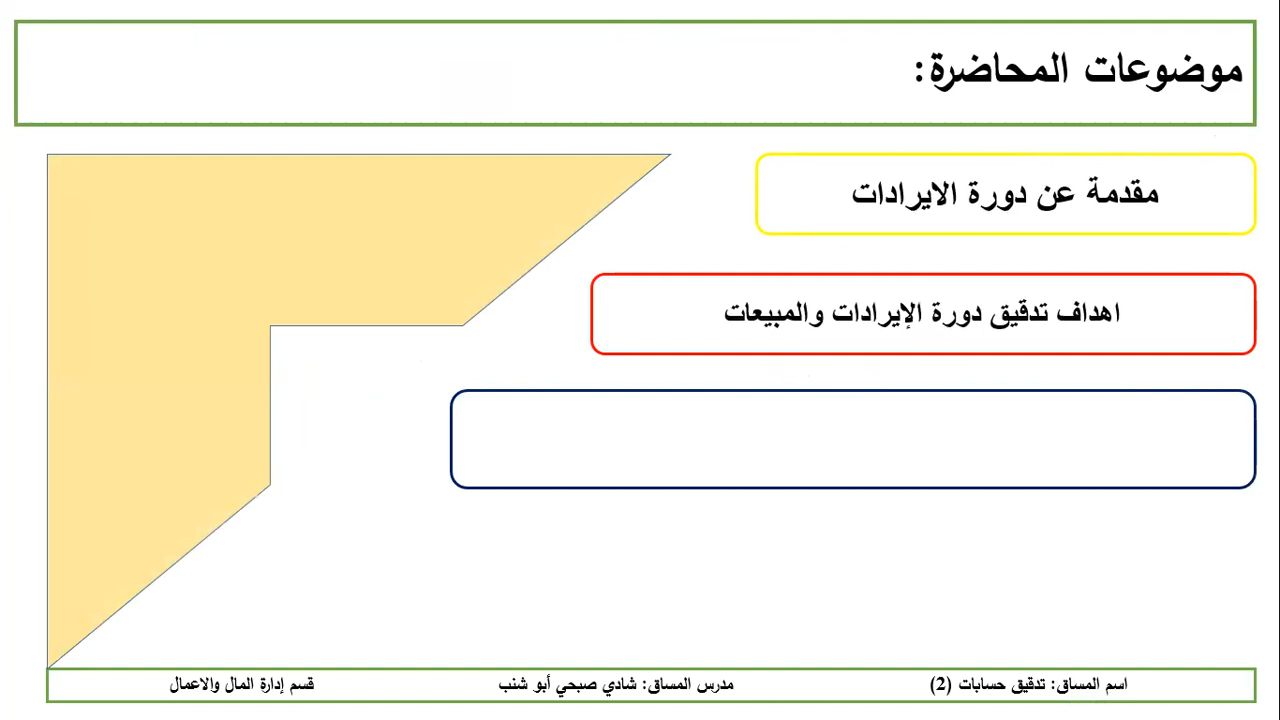 موضوعات المحاضرة:
مقدمة عن دورة الايرادات
اهداف تدقيق دورة الإيرادات والمبيعات
اسم المساق: تدقيق حسابات (2) مدرس المساق: شادي صبحي أبو شنب قسم إدارة المال والاعمال